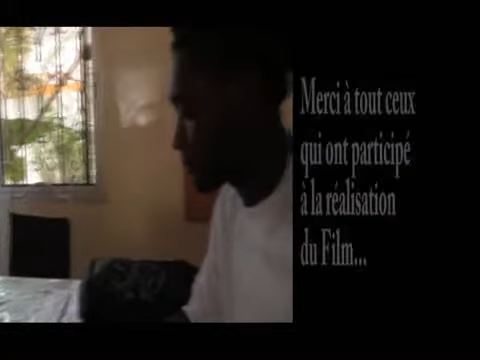 Merci à tout ceux
qui ont participé
à la réalisation
du Film...